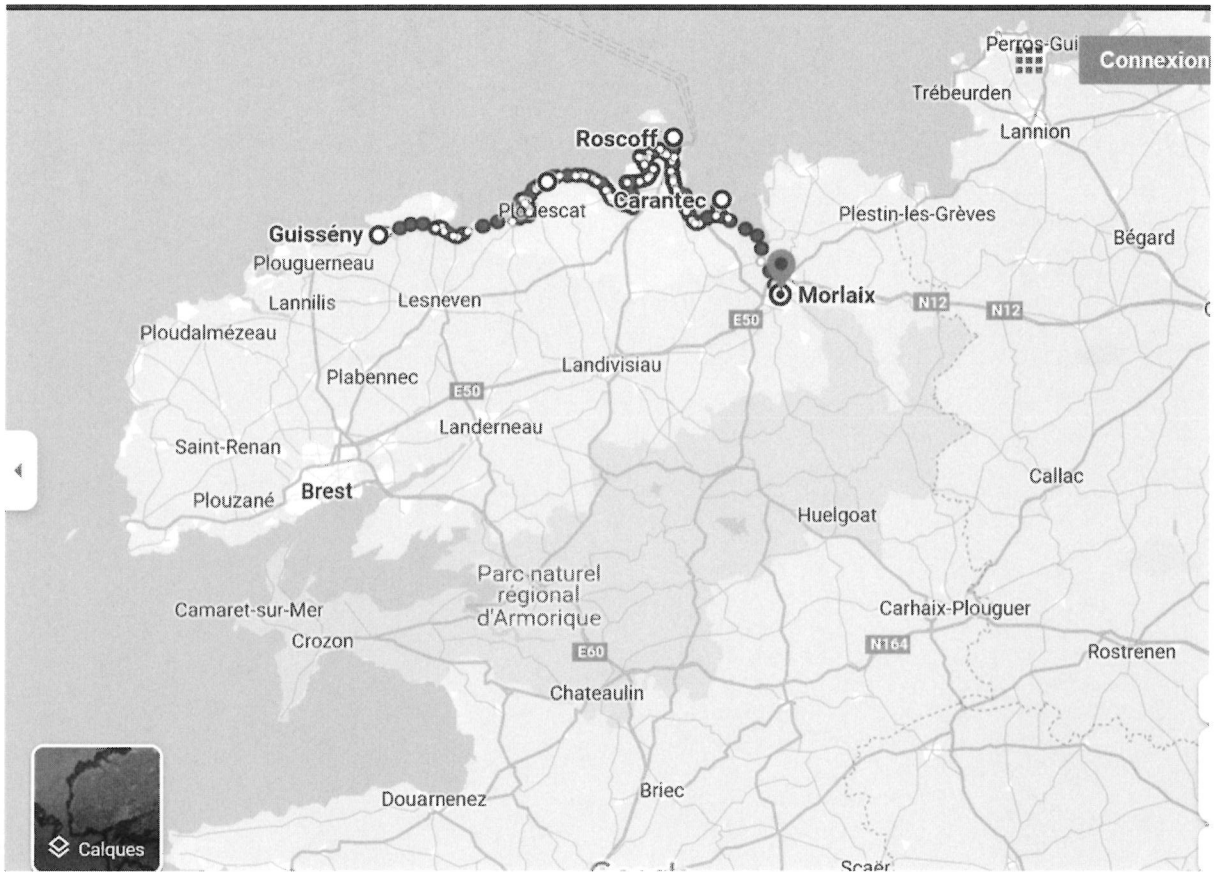 Perros-Gui
Connexion
Trébeurden
Lannion
Roscoff
Carantec
Plestin-les-Grèves
Guissény
Bégard
Plouguerneau
Lannilis
Lesneven
Morlaix
N12
N12
E50
Ploudalmézeau
Landivisiau
Plabennec
E50
Landerneau
Saint-Renan
Callac
Brest
Plouzané
Huelgoat
Parc naturel
régional
d'Armorique
Camaret-sur-Mer
Carhaix-Plouguer
Crozon
N164
E60
Rostrenen
Chateaulin
Briec
Douarnenez
Calques
Scaër